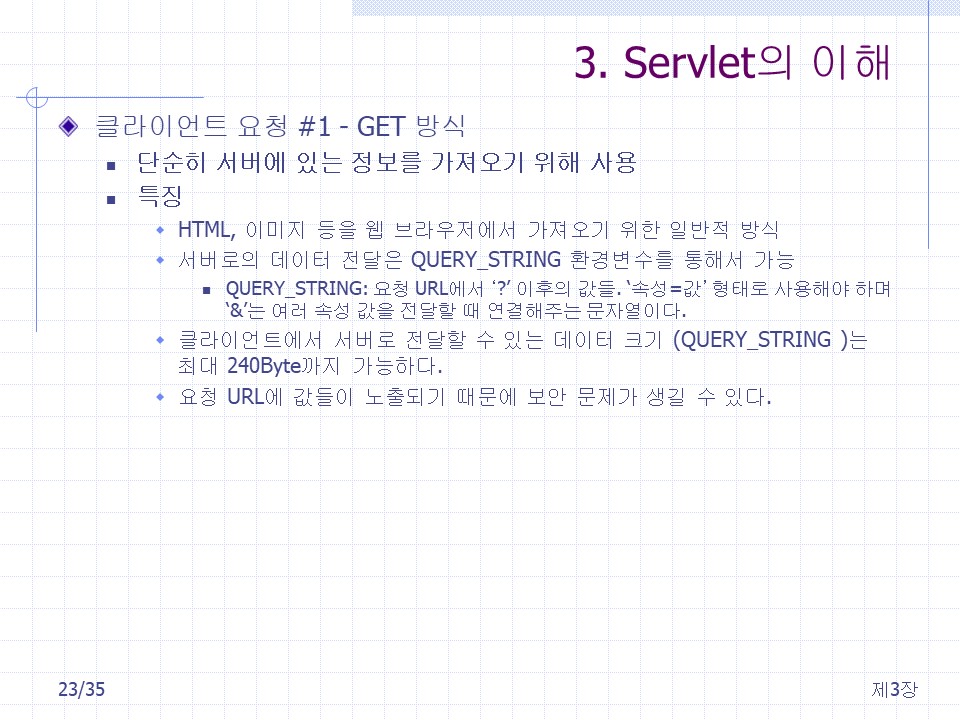 3. Servlet의 이해
클라이언트 요청 #1 - GET 방식
단순히 서버에 있는 정보를 가져오기 위해 사용
특징
HTML, 이미지 등을 웹 브라우저에서 가져오기 위한 일반적 방식
서버로의 데이터 전달은 QUERY_STRING 환경변수를 통해서 가능
QUERY_STRING: 요청 URL에서 ‘?’ 이후의 값들. ‘속성=값’ 형태로 사용해야 하며
‘&’는 여러 속성 값을 전달할 때 연결해주는 문자열이다.
클라이언트에서 서버로 전달할 수 있는 데이터 크기 (QUERY_STRING )는
최대 240Byte까지 가능하다.
요청 URL에 값들이 노출되기 때문에 보안 문제가 생길 수 있다.
23/35
제3장